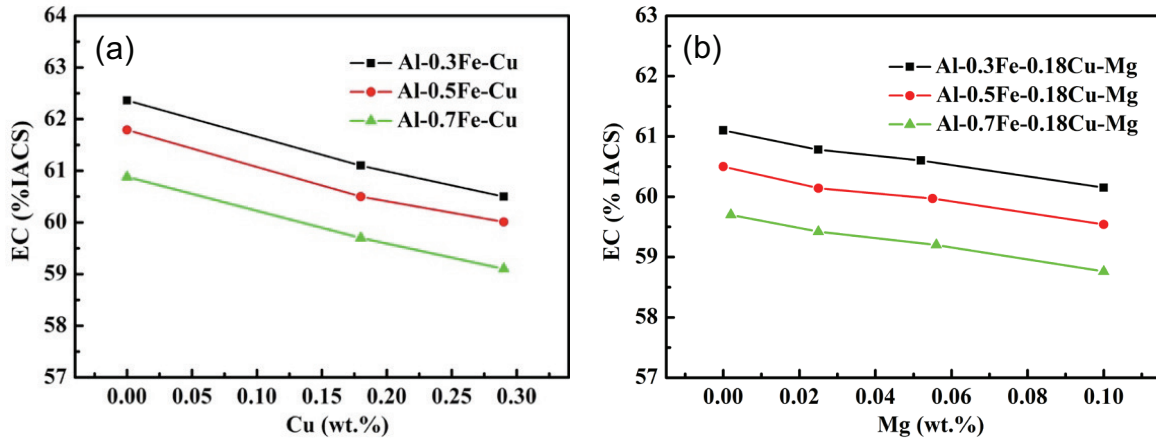 (a)
Al-0.3Fe-Cu
Al-0.5Fe-Cu
Al-0.7Fe-Cu
EC (%IACS)
64
63
62
61
60
59
58
57
0.00 0.05 0.10 0.15 0.20 0.25 0.30
Cu (wt.%)
(b)
Al-0.3Fe-0.18Cu-Mg
Al-0.5Fe-0.18Cu-Mg
Al-0.7Fe-0.18Cu-Mg
EC (% IACS)
63
62
61
60
59
58
57
0.00 0.02 0.04 0.06 0.08 0.10
Mg (wt.%)